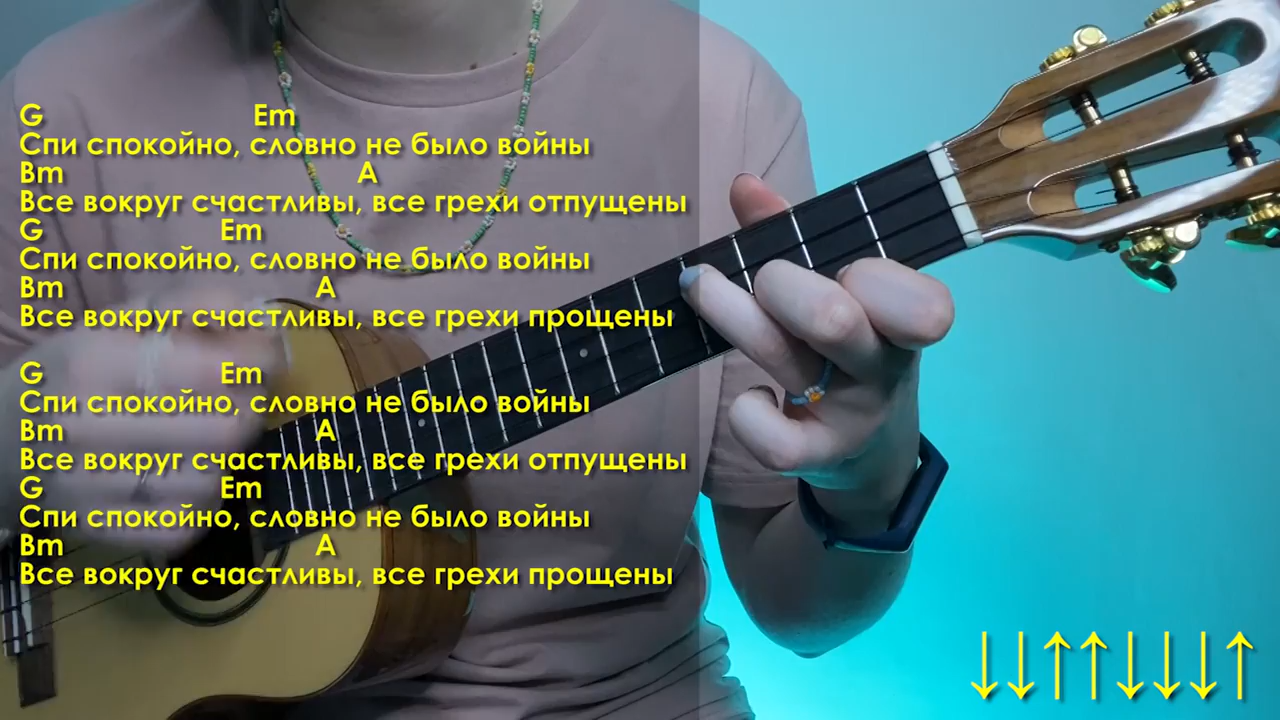 G Em
Спи спокойно, словно не было войны
Bm A
Все вокруг счастливы, все грехи отпущены
G Em
Спи спокойно, словно не было войны
Bm A
Все вокруг счастливы, все грехи прощены
G Em
Спи спокойно, словно не было войны
Bm A
Все вокруг счастливы, все грехи отпущены
G Em
Спи спокойно, словно не было войны
Bm A
Все вокруг счастливы, все грехи прощены
↓↓↑↑↓↓↓↑